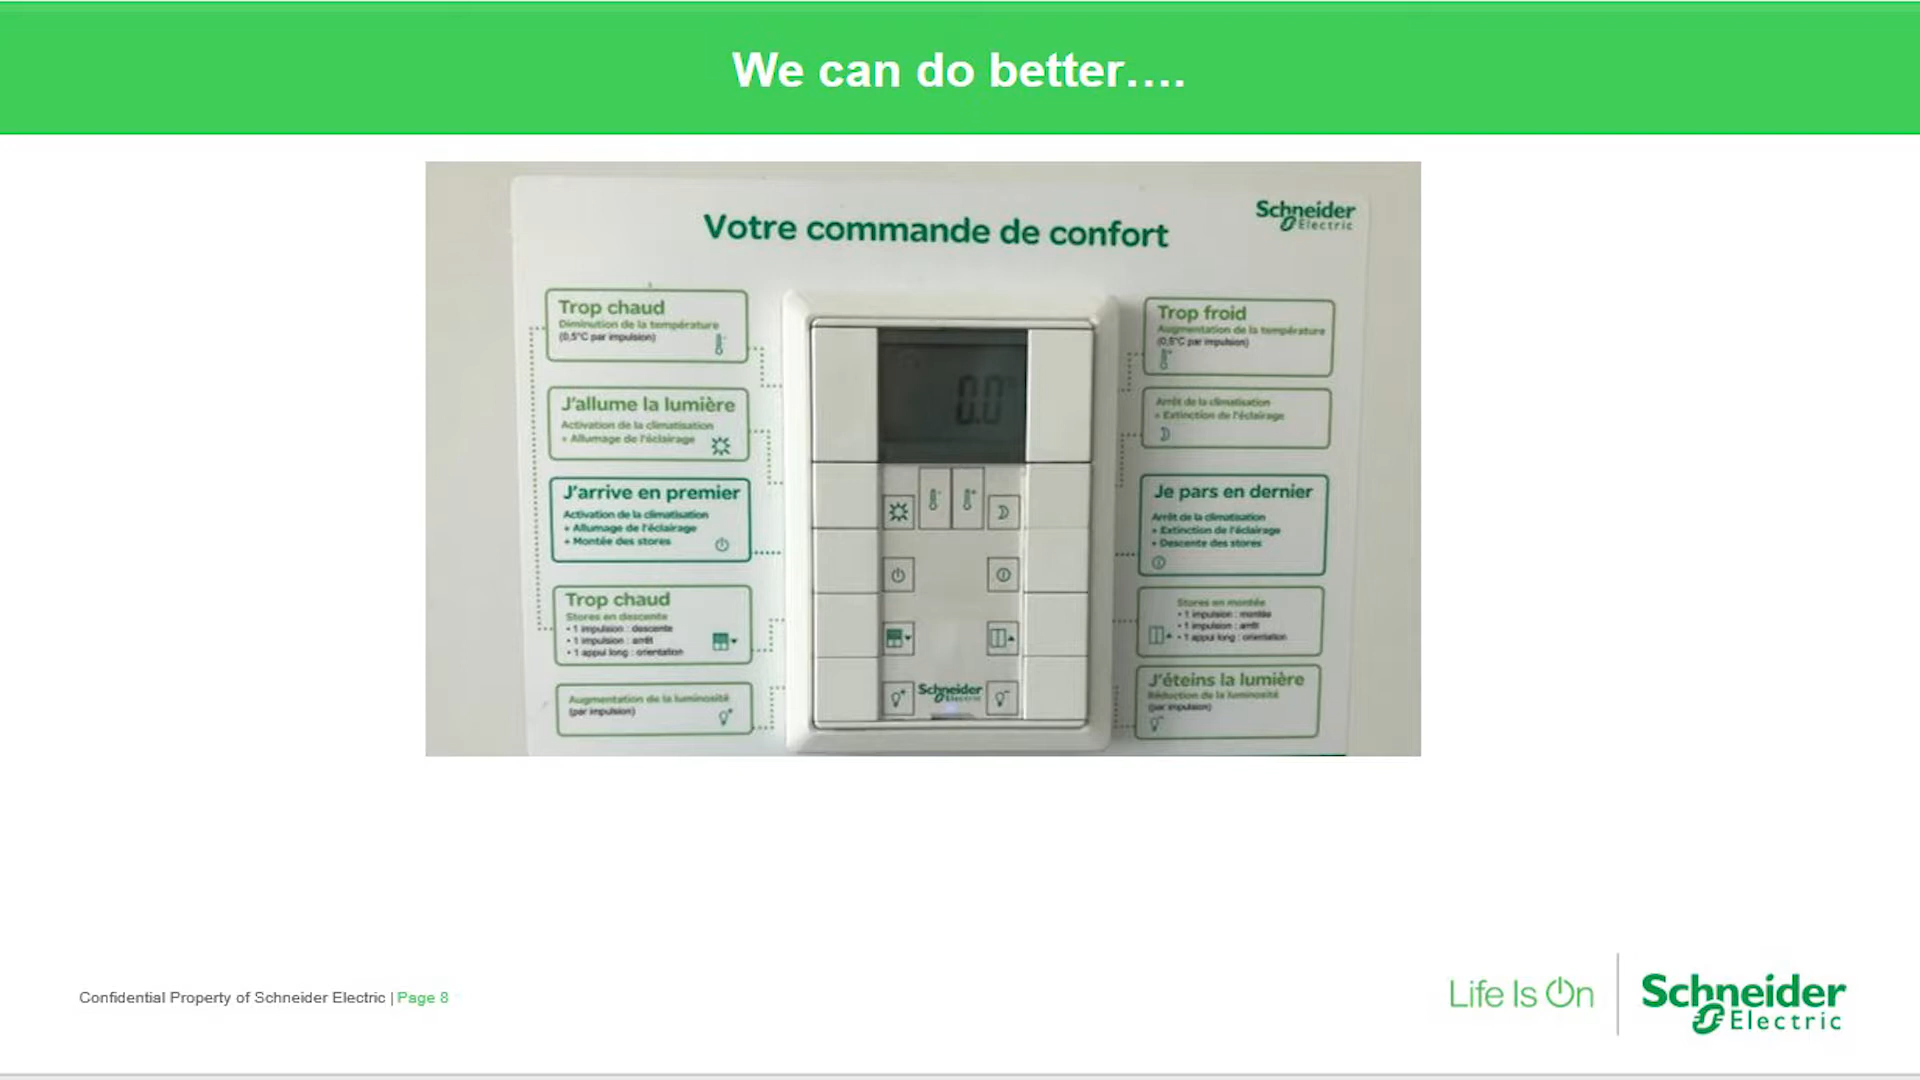 We can do better….
Schneider
Electric
Votre commande de confort
Trop chaud
Diminution de la température
(0,5°C par impulsion)
J'allume la lumière
Activation de la climatisation
+ Allumage de l'éclairage
J'arrive en premier
Activation de la climatisation
+ Allumage de l'éclairage
+ Montée des stores
Trop chaud
Stores en descente
• 1 impulsion : descente
• 1 impulsion : arrêt
• 1 appui long : orientation
Augmentation de la luminosité
(par impulsion)
0.0
Schneider
Electric
Trop froid
Augmentation de la température
(0,5°C par impulsion)
Arrêt de la climatisation
+ Extinction de l'éclairage
Je pars en dernier
Arrêt de la climatisation
+ Extinction de l'éclairage
+ Descente des stores
Stores en montée
• 1 impulsion : montée
• 1 impulsion : arrêt
• 1 appui long : orientation
J'éteins la lumière
Réduction de la luminosité
(par impulsion)
Confidential Property of Schneider Electric | Page 8
Life Is On
Schneider
Electric